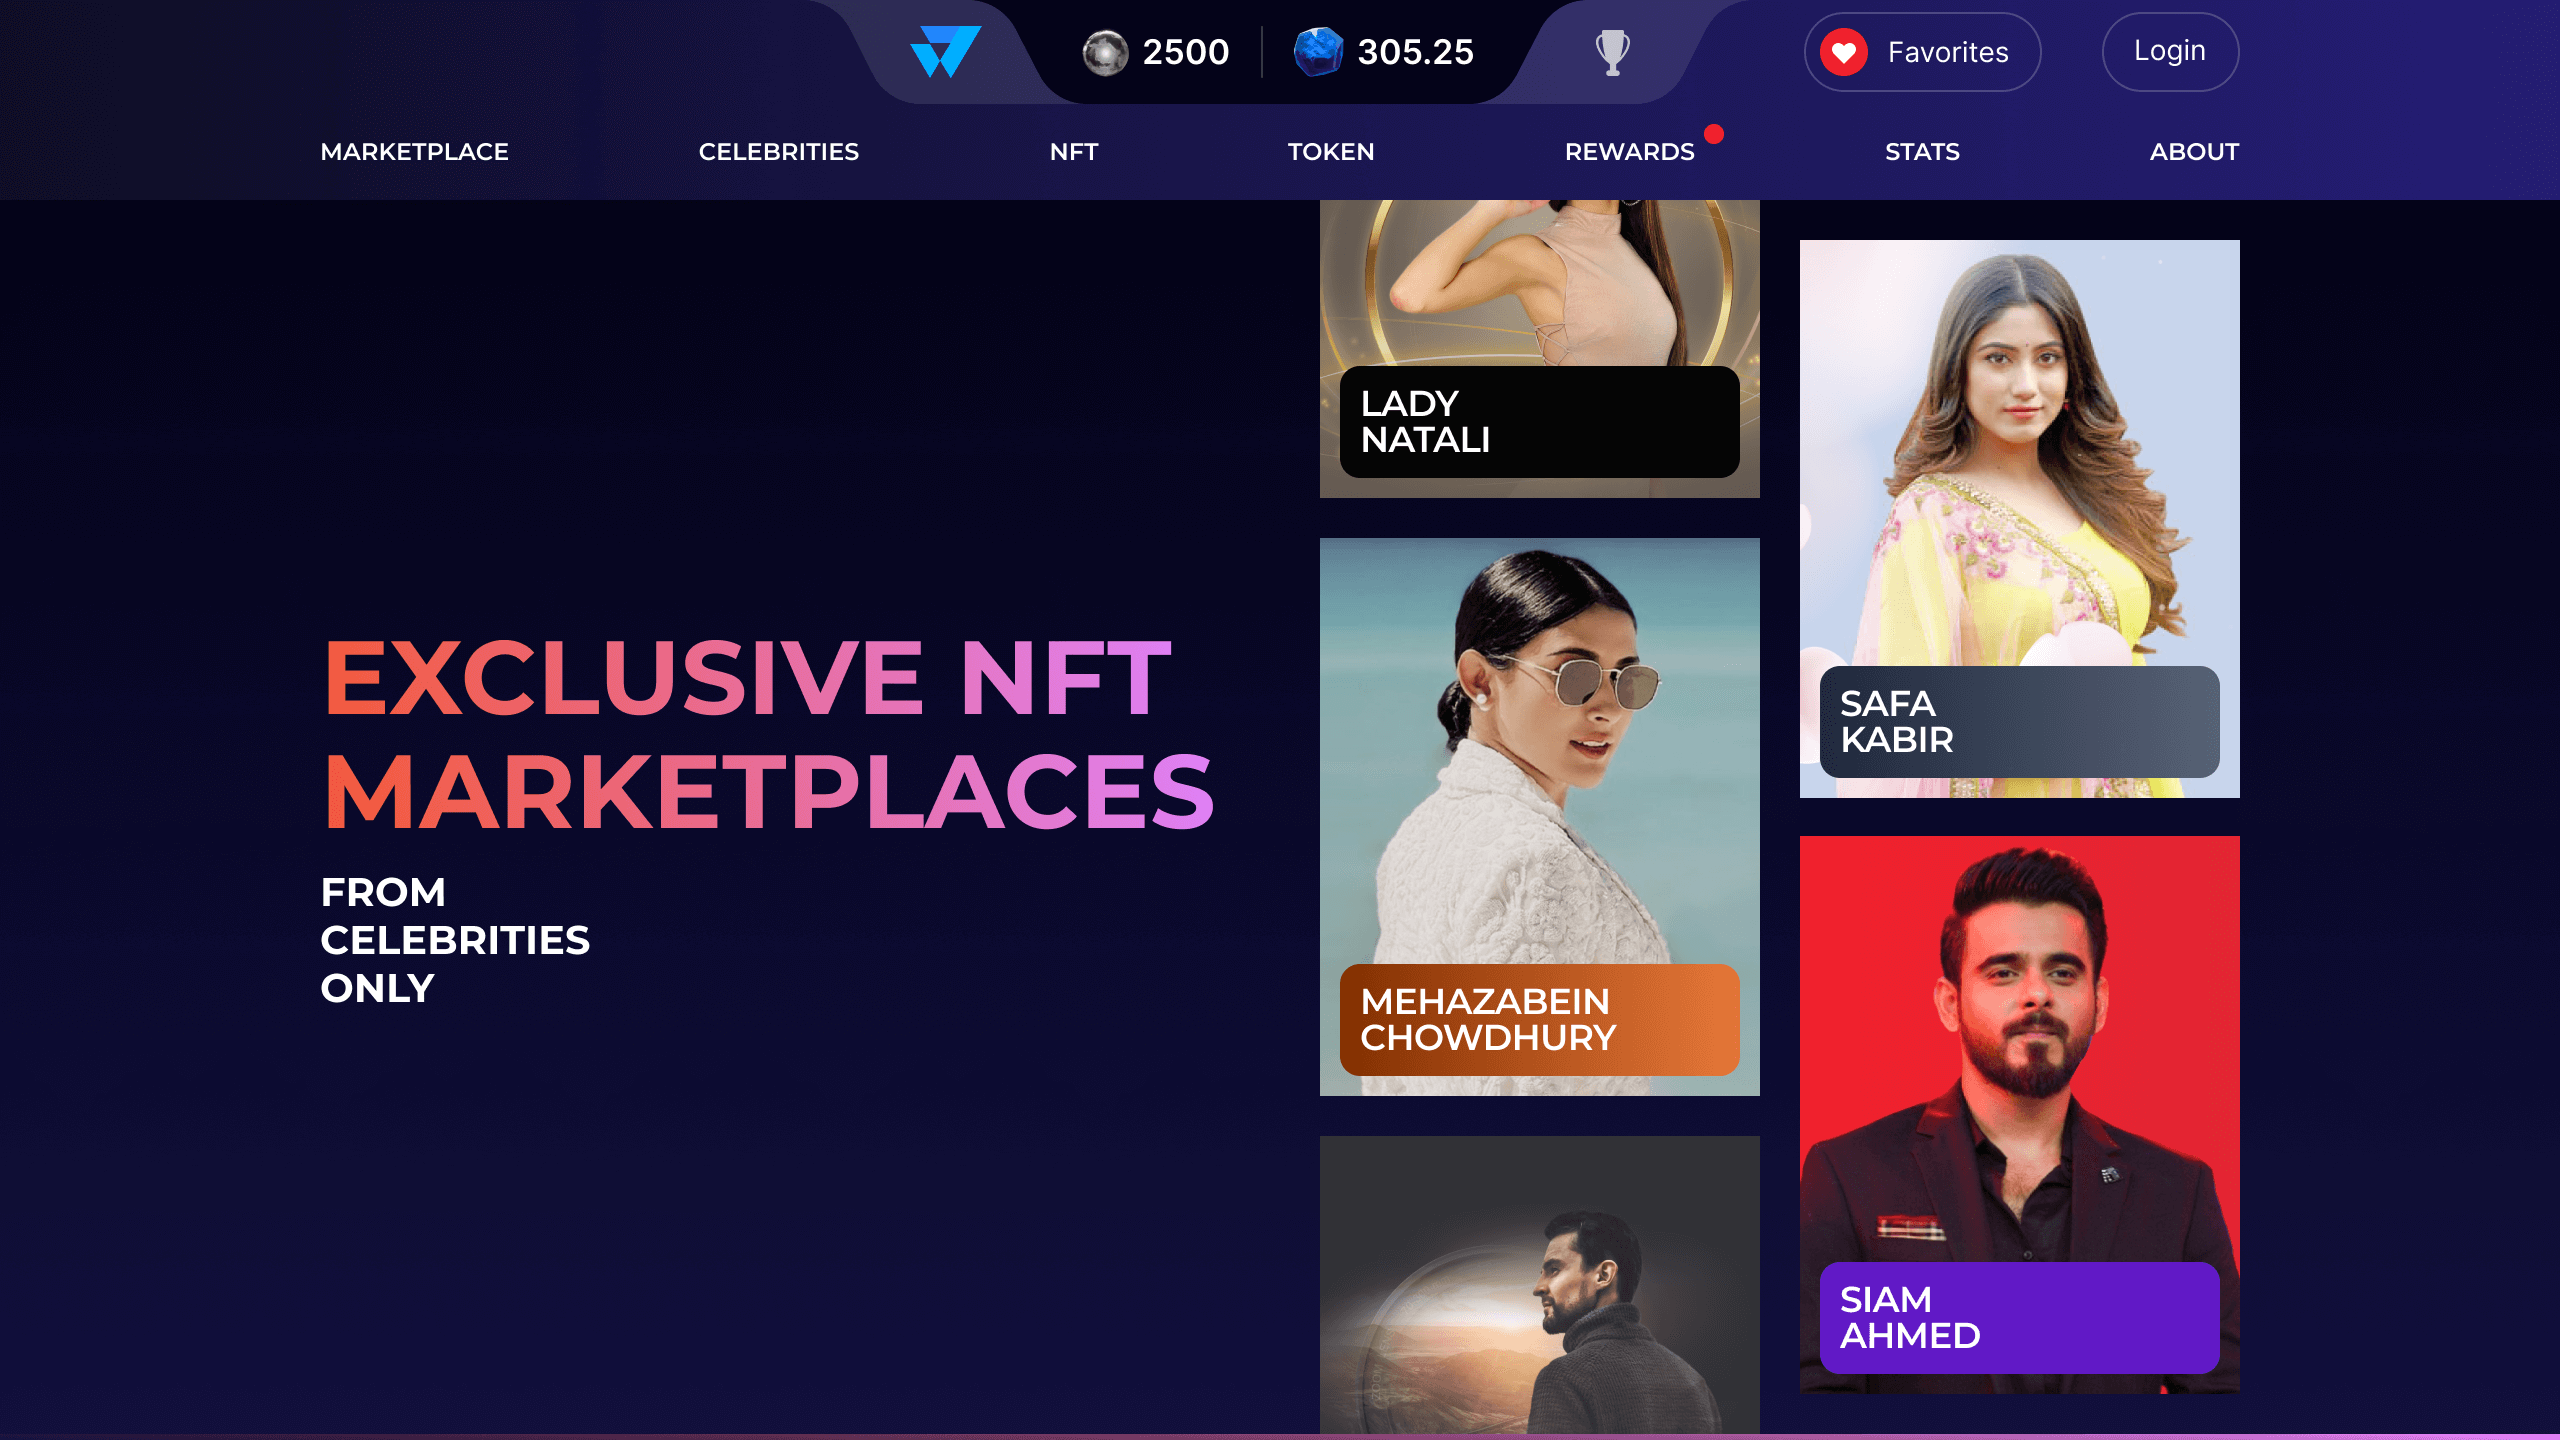 2500
305.25
Favorites
Login
MARKETPLACE
CELEBRITIES
NFT
TOKEN
REWARDS
STATS
ABOUT
EXCLUSIVE NFT
MARKETPLACES
FROM
CELEBRITIES
ONLY
LADY
NATALI
MEHAZABEIN
CHOWDHURY
SAFA
KABIR
SIAM
AHMED